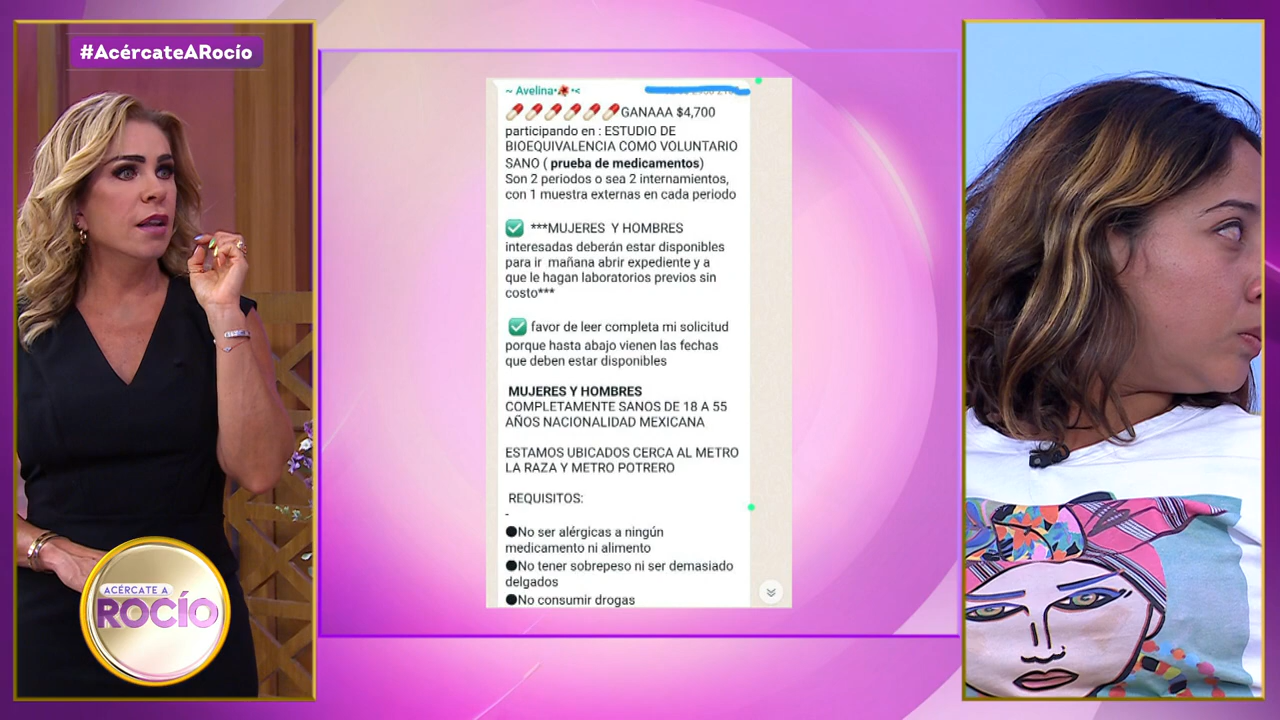 #AcércateARocío
~ Avelina
GANAAA $4,700
participando en : ESTUDIO DE
BIOEQUIVALENCIA COMO VOLUNTARIO
SANO ( prueba de medicamentos)
Son 2 periodos o sea 2 internamientos,
con 1 muestra externas en cada periodo
✅ ***MUJERES Y HOMBRES
interesadas deberán estar disponibles
para ir mañana abrir expediente y a
que le hagan laboratorios previos sin
costo***
✅ favor de leer completa mi solicitud
porque hasta abajo vienen las fechas
que deben estar disponibles
MUJERES Y HOMBRES
COMPLETAMENTE SANOS DE 18 A 55
AÑOS NACIONALIDAD MEXICANA
ESTAMOS UBICADOS CERCA AL METRO
LA RAZA Y METRO POTRERO
REQUISITOS:
-
●No ser alérgicas a ningún
medicamento ni alimento
●No tener sobrepeso ni ser demasiado
delgados
●No consumir drogas
ACÉRCATE A
ROCÍO